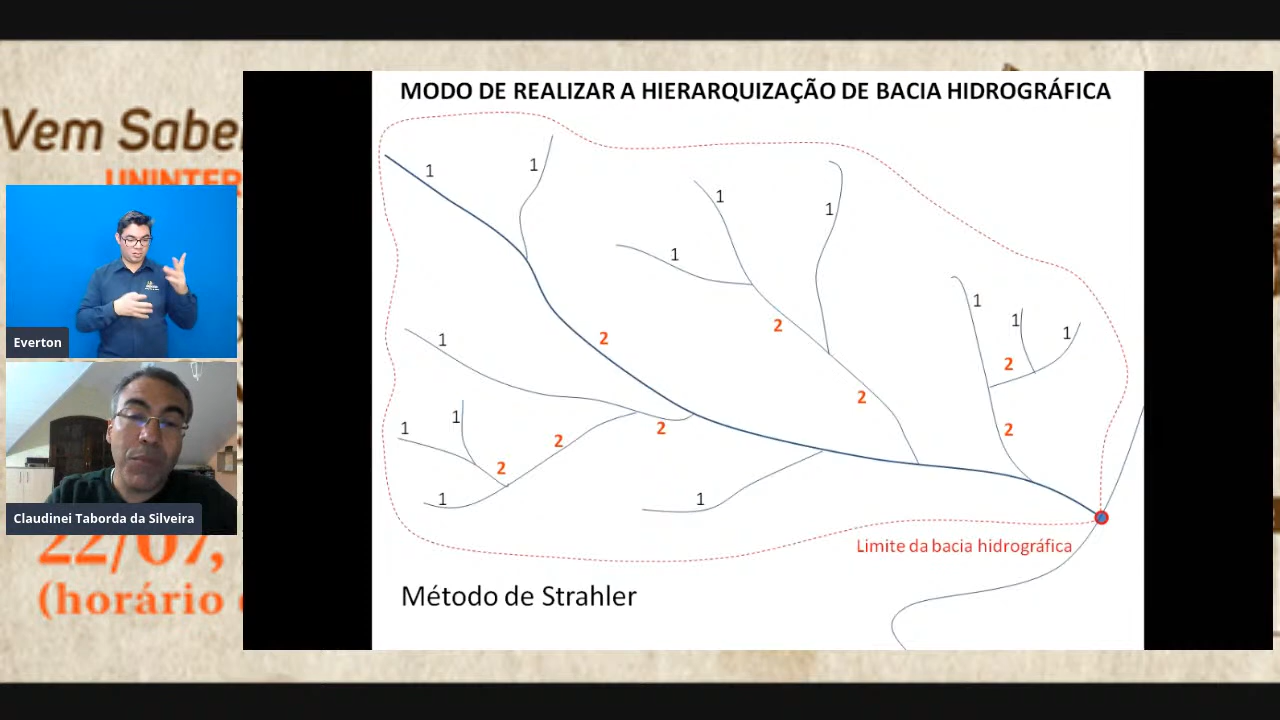 MODO DE REALIZAR A HIERARQUIZAÇÃO DE BACIA HIDROGRÁFICA
Vem Sabe
UNINTER
1
1
1
1
1
1
1
1
1
2
2
1
2
2
1
1
2
2
2
2
1
1
Limite da bacia hidrográfica
Método de Strahler
Everton
Claudinei Taborda da Silveira
22/07,
(horário